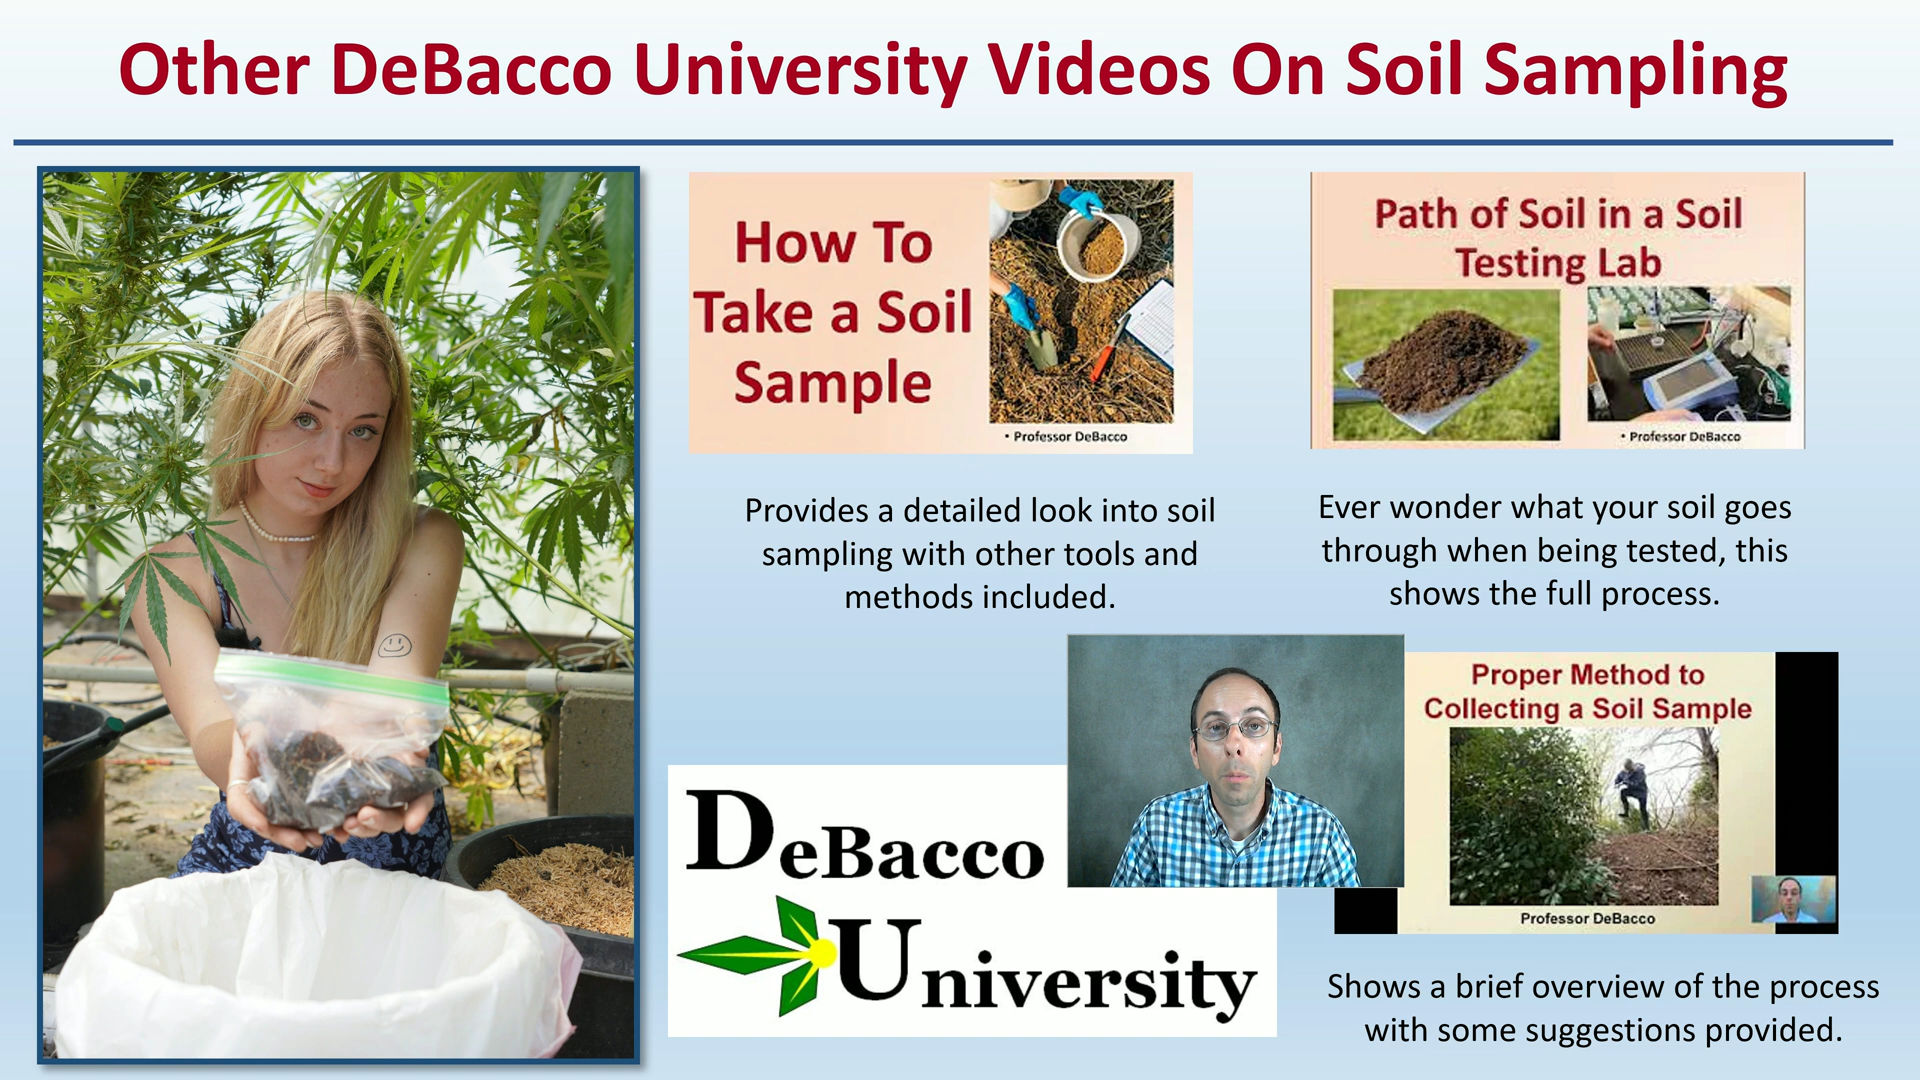 Other DeBacco University Videos On Soil Sampling
How To
Take a Soil
Sample
• Professor DeBacco
Provides a detailed look into soil
sampling with other tools and
methods included.
Path of Soil in a Soil
Testing Lab
• Professor DeBacco
Ever wonder what your soil goes
through when being tested, this
shows the full process.
DeBacco
University
Proper Method to
Collecting a Soil Sample
Professor DeBacco
Shows a brief overview of the process
with some suggestions provided.